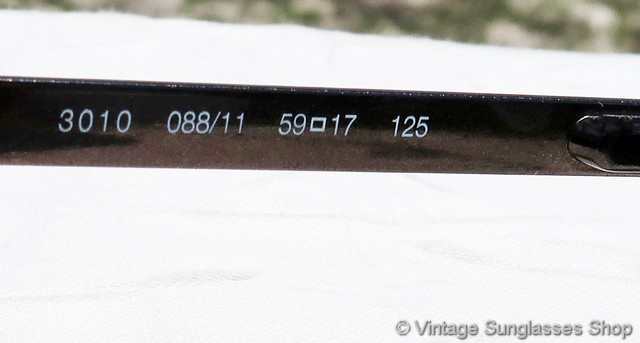 3010 088/11 59□17 125
© Vintage Sunglasses Shop